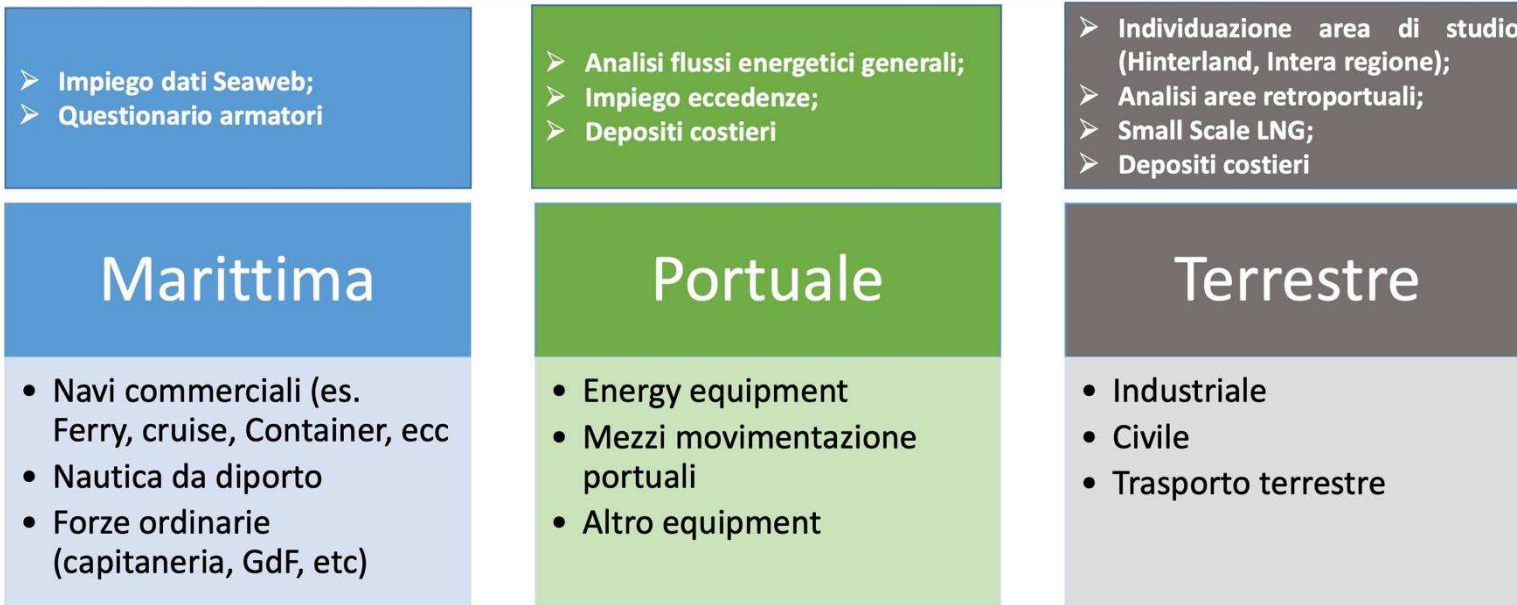 ➢ Impiego dati Seaweb;
➢ Questionario armatori
Marittima
• Navi commerciali (es.
Ferry, cruise, Container, ecc
• Nautica da diporto
• Forze ordinarie
(capitaneria, GdF, etc)
➢ Analisi flussi energetici generali;
➢ Impiego eccedenze;
➢ Depositi costieri
Portuale
• Energy equipment
• Mezzi movimentazione
portuali
• Altro equipment
➢ Individuazione area di studio
(Hinterland, Intera regione);
➢ Analisi aree retroportuali;
➢ Small Scale LNG;
➢ Depositi costieri
Terrestre
• Industriale
• Civile
• Trasporto terrestre